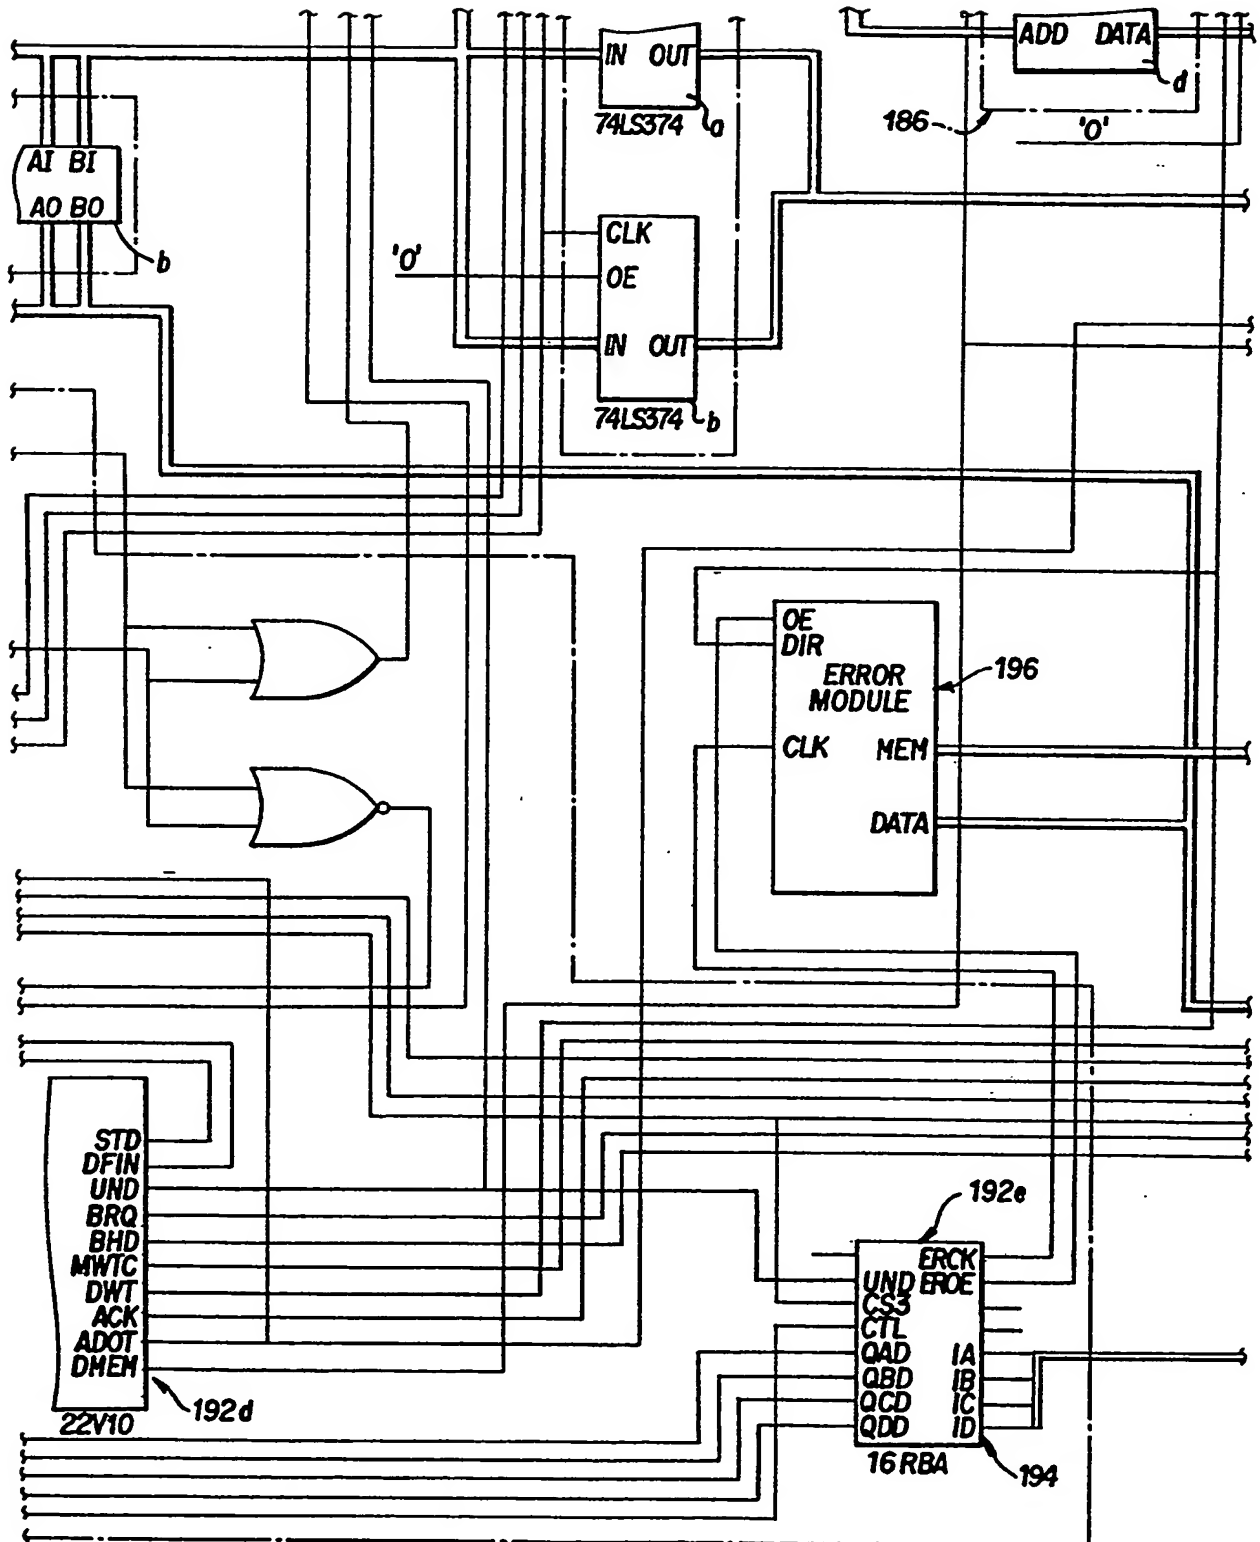 IN OUT
a
74LS374
ADD DATA
d
186
'O'
AI BI
AO BO
b
'O'
CLK
OE
IN OUT
74LS374
b
OE
DIR
ERROR
MODULE
196
CLK MEM
DATA
STD
DFIN
UND
BRQ
BHD
MWTC
DWT
ACK
ADOT
DMEM
192d
22V10
192e
ERCK
UND EROE
CS3
CTL
QAD IA
QBD IB
QCD IC
QDD ID
16RBA
194